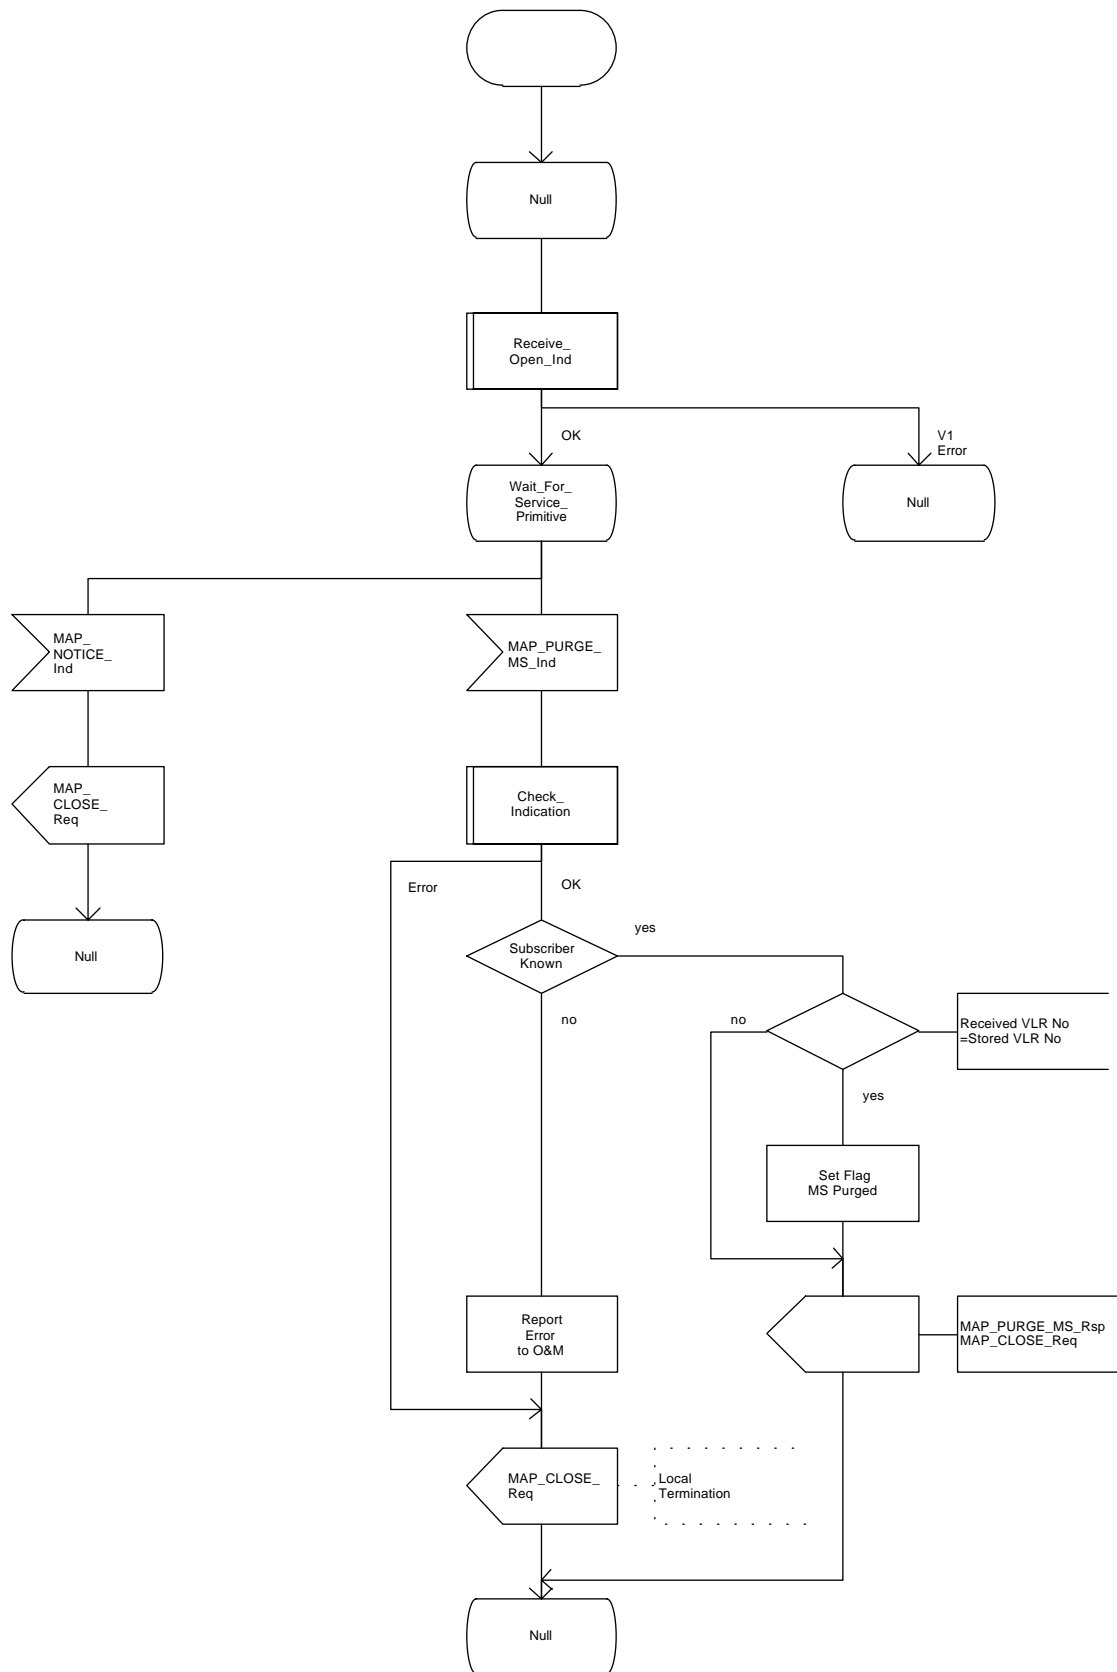 Null
Receive_
Open_Ind
OK
V1
Error
Wait_For_
Service_
Primitive
Null
MAP_
NOTICE_
Ind
MAP_PURGE_
MS_Ind
MAP_
CLOSE_
Req
Check_
Indication
Error
OK
Null
Subscriber
Known
yes
no
no
Received VLR No
=Stored VLR No
yes
Set Flag
MS Purged
Report
Error
to O&M
MAP_PURGE_MS_Rsp
MAP_CLOSE_Req
MAP_CLOSE_
Req
Local
Termination
Null